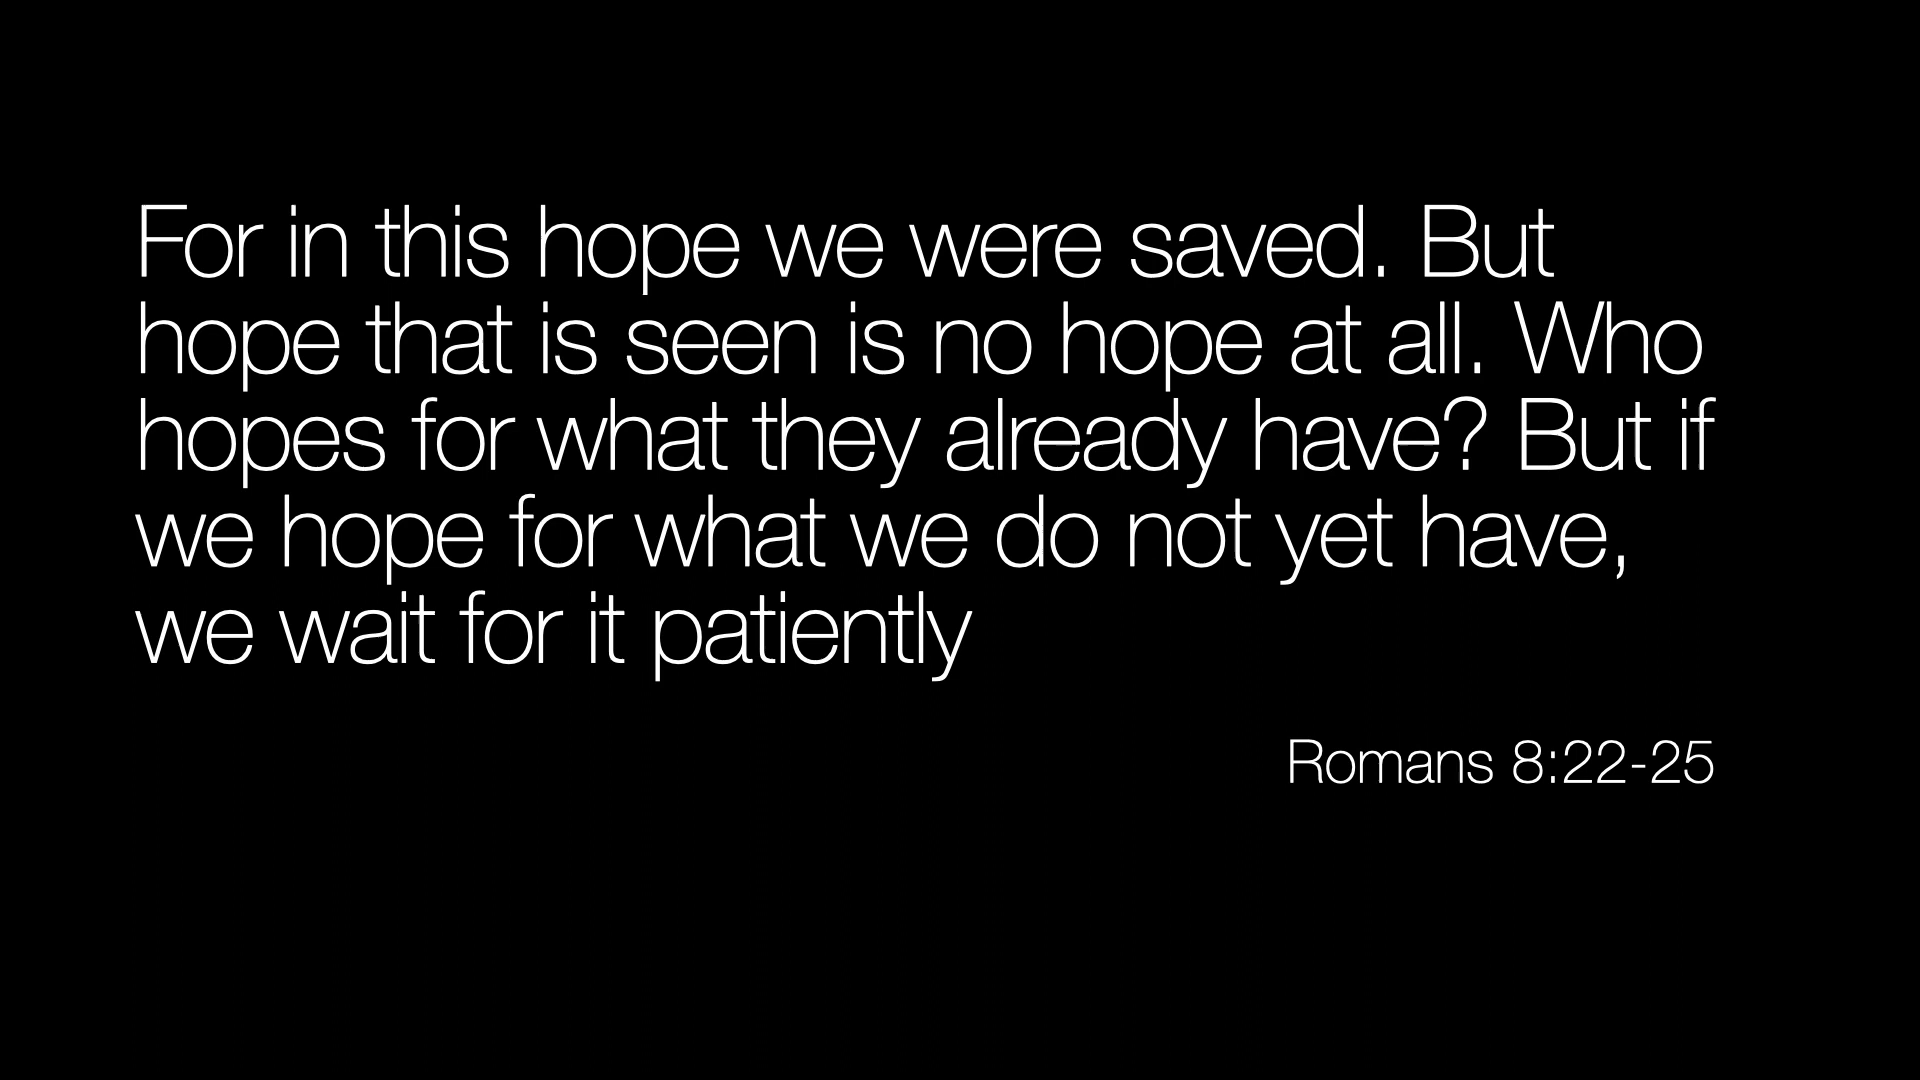 For in this hope we were saved. But
hope that is seen is no hope at all. Who
hopes for what they already have? But if
we hope for what we do not yet have,
we wait for it patiently
Romans 8:22-25